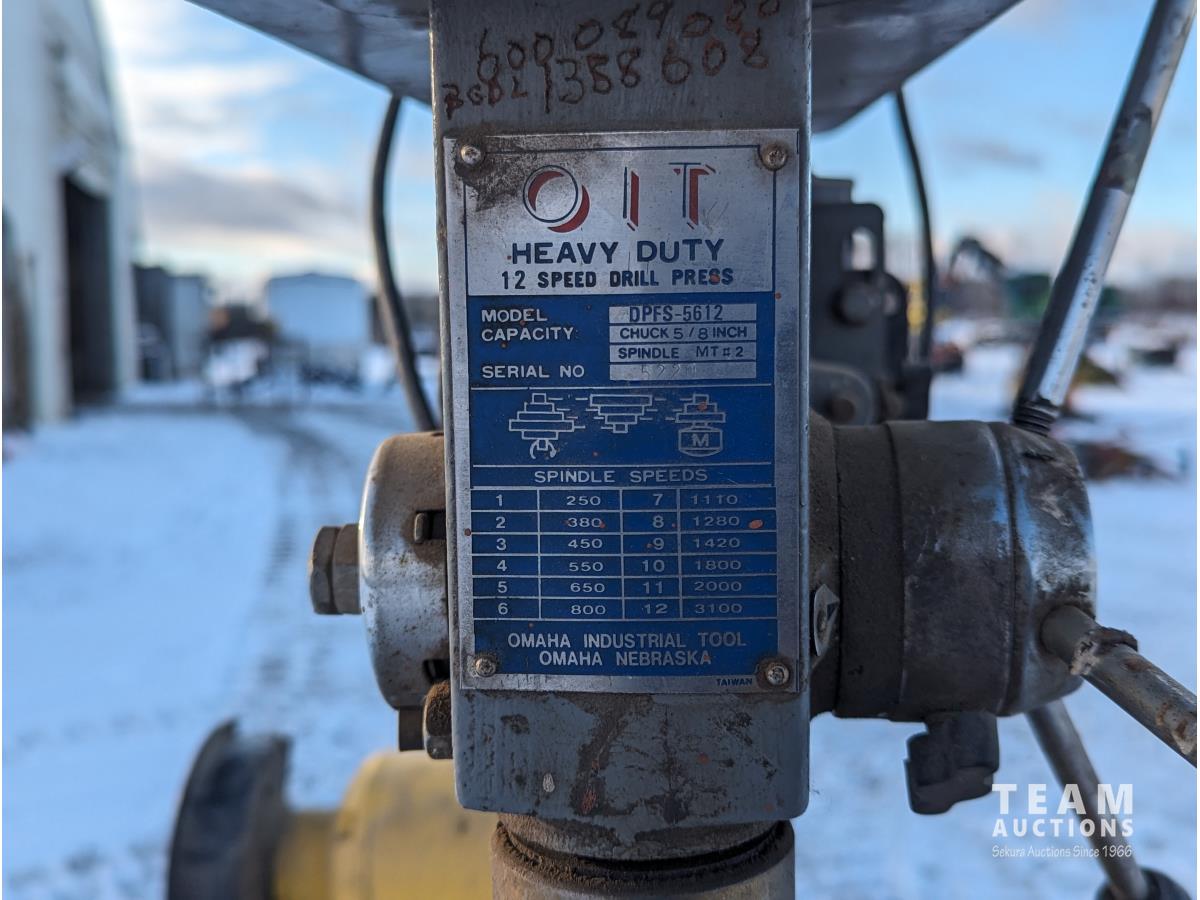 OIT
HEAVY DUTY
12 SPEED DRILL PRESS
MODEL DPFS-5612
CAPACITY CHUCK 5/8 INCH
SPINDLE MT#2
SERIAL NO
M
SPINDLE SPEEDS
1 250 7 1110
2 380 8 1280
3 450 9 1420
4 550 10 1800
5 650 11 2000
6 800 12 3100
OMAHA INDUSTRIAL TOOL
OMAHA NEBRASKA
TAIWAN
TEAM
AUCTIONS
Sekura Auctions Since 1966